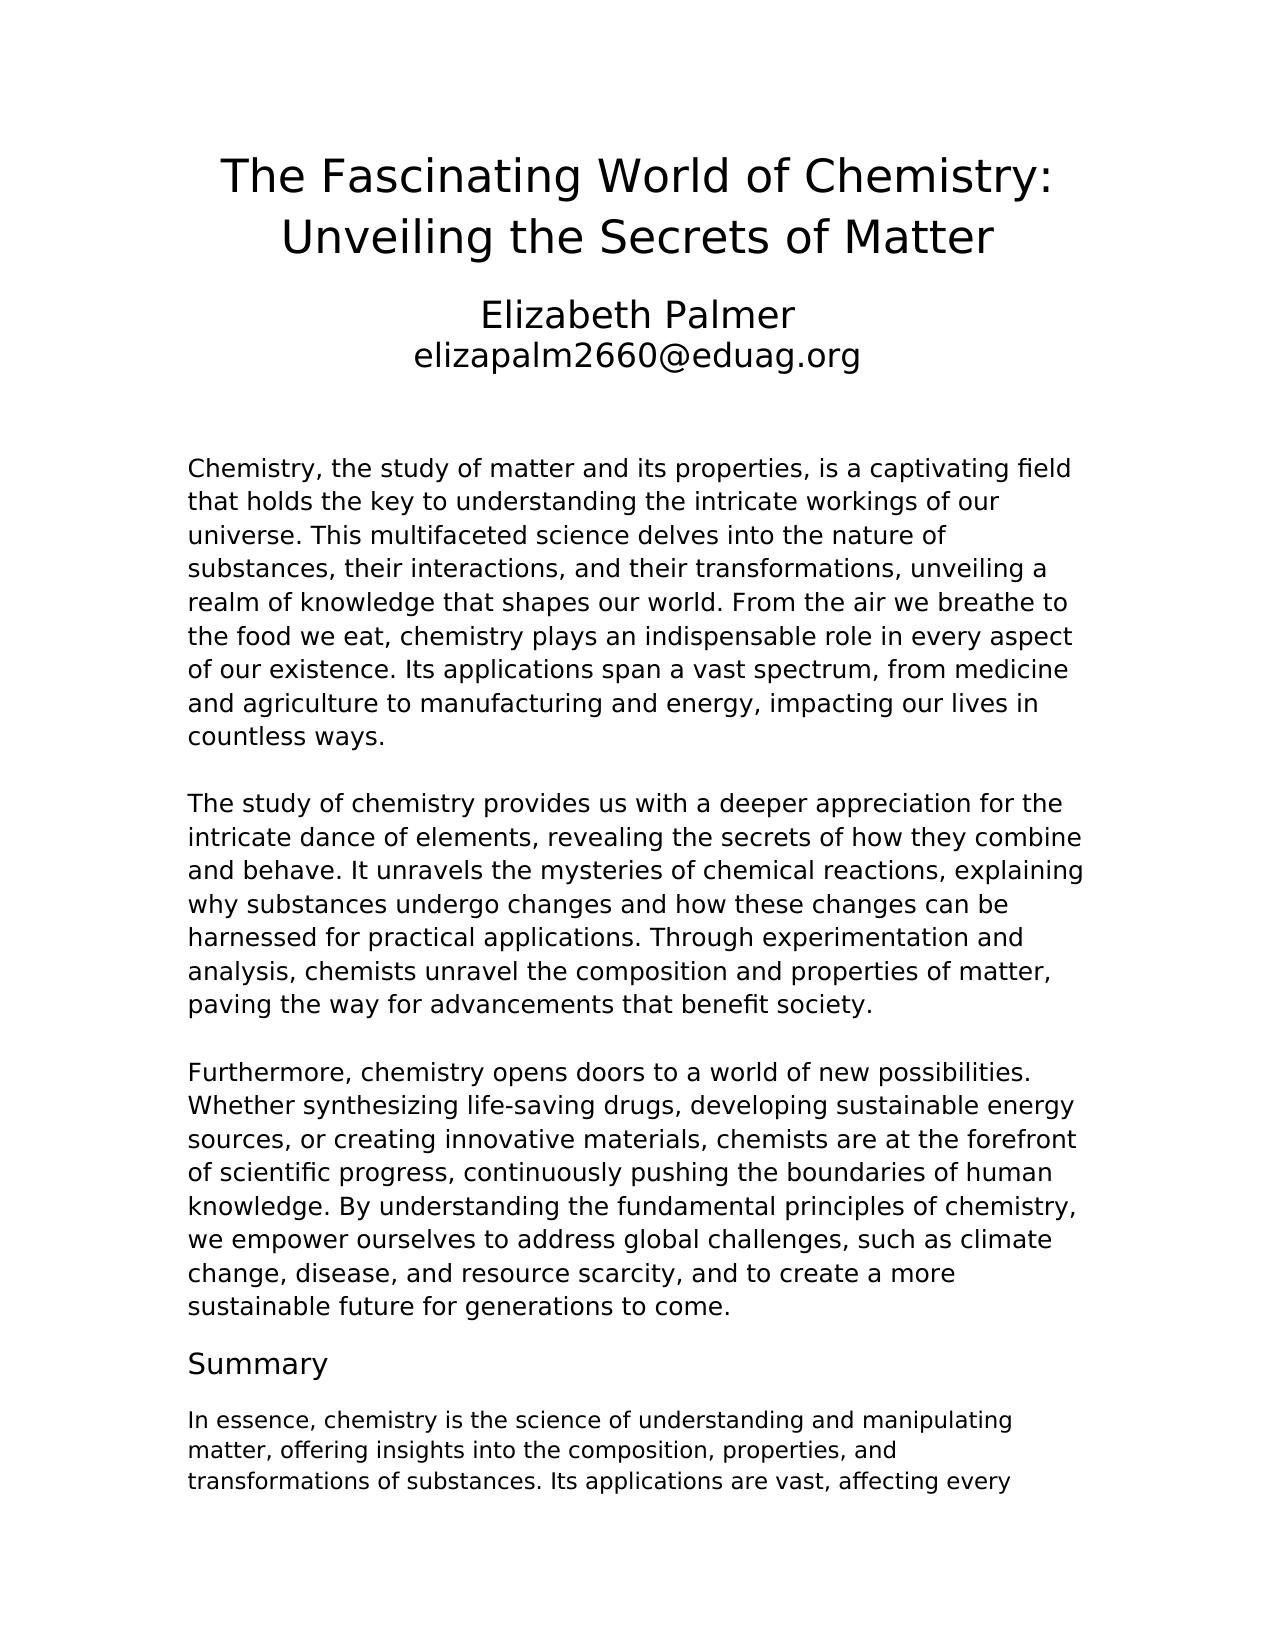 The Fascinating World of Chemistry:
Unveiling the Secrets of Matter
Elizabeth Palmer
elizapalm2660@eduag.org
Chemistry, the study of matter and its properties, is a captivating field
that holds the key to understanding the intricate workings of our
universe. This multifaceted science delves into the nature of
substances, their interactions, and their transformations, unveiling a
realm of knowledge that shapes our world. From the air we breathe to
the food we eat, chemistry plays an indispensable role in every aspect
of our existence. Its applications span a vast spectrum, from medicine
and agriculture to manufacturing and energy, impacting our lives in
countless ways.
The study of chemistry provides us with a deeper appreciation for the
intricate dance of elements, revealing the secrets of how they combine
and behave. It unravels the mysteries of chemical reactions, explaining
why substances undergo changes and how these changes can be
harnessed for practical applications. Through experimentation and
analysis, chemists unravel the composition and properties of matter,
paving the way for advancements that benefit society.
Furthermore, chemistry opens doors to a world of new possibilities.
Whether synthesizing life-saving drugs, developing sustainable energy
sources, or creating innovative materials, chemists are at the forefront
of scientific progress, continuously pushing the boundaries of human
knowledge. By understanding the fundamental principles of chemistry,
we empower ourselves to address global challenges, such as climate
change, disease, and resource scarcity, and to create a more
sustainable future for generations to come.
Summary
In essence, chemistry is the science of understanding and manipulating
matter, offering insights into the composition, properties, and
transformations of substances. Its applications are vast, affecting every